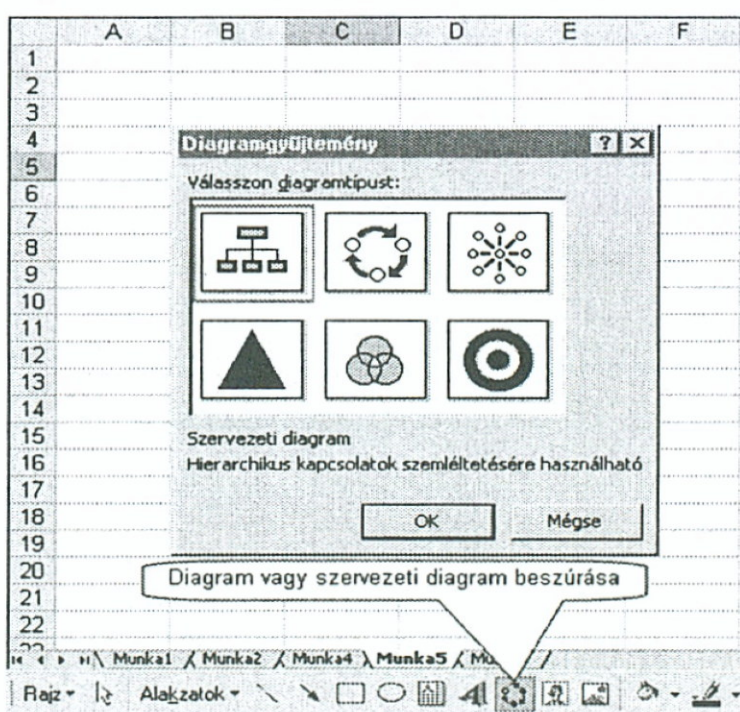 A B C D E F
1
2
3
4
Diagramgyűjtemény ? ×
5
Válasszon diagramtípust:
6
7
8
9
10
11
12
13
14
15
Szervezeti diagram
16
Hierarchikus kapcsolatok szemléltetésére használható
17
18
OK Mégse
19
20
Diagram vagy szervezeti diagram beszúrása
21
22
Munka1 Munka2 Munka4 Munka5
Rajz Alakzatok